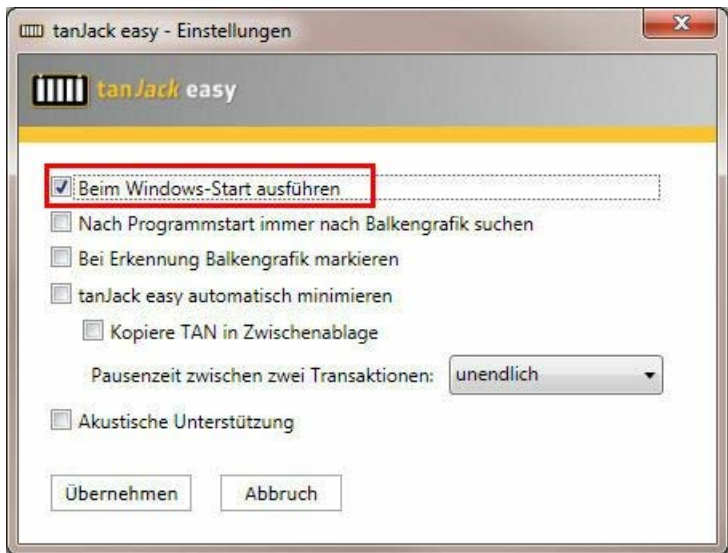 tanJack easy - Einstellungen
tanJack easy
Beim Windows-Start ausführen
Nach Programmstart immer nach Balkengrafik suchen
Bei Erkennung Balkengrafik markieren
tanJack easy automatisch minimieren
Kopiere TAN in Zwischenablage
Pausenzeit zwischen zwei Transaktionen: unendlich
Akustische Unterstützung
Übernehmen Abbruch